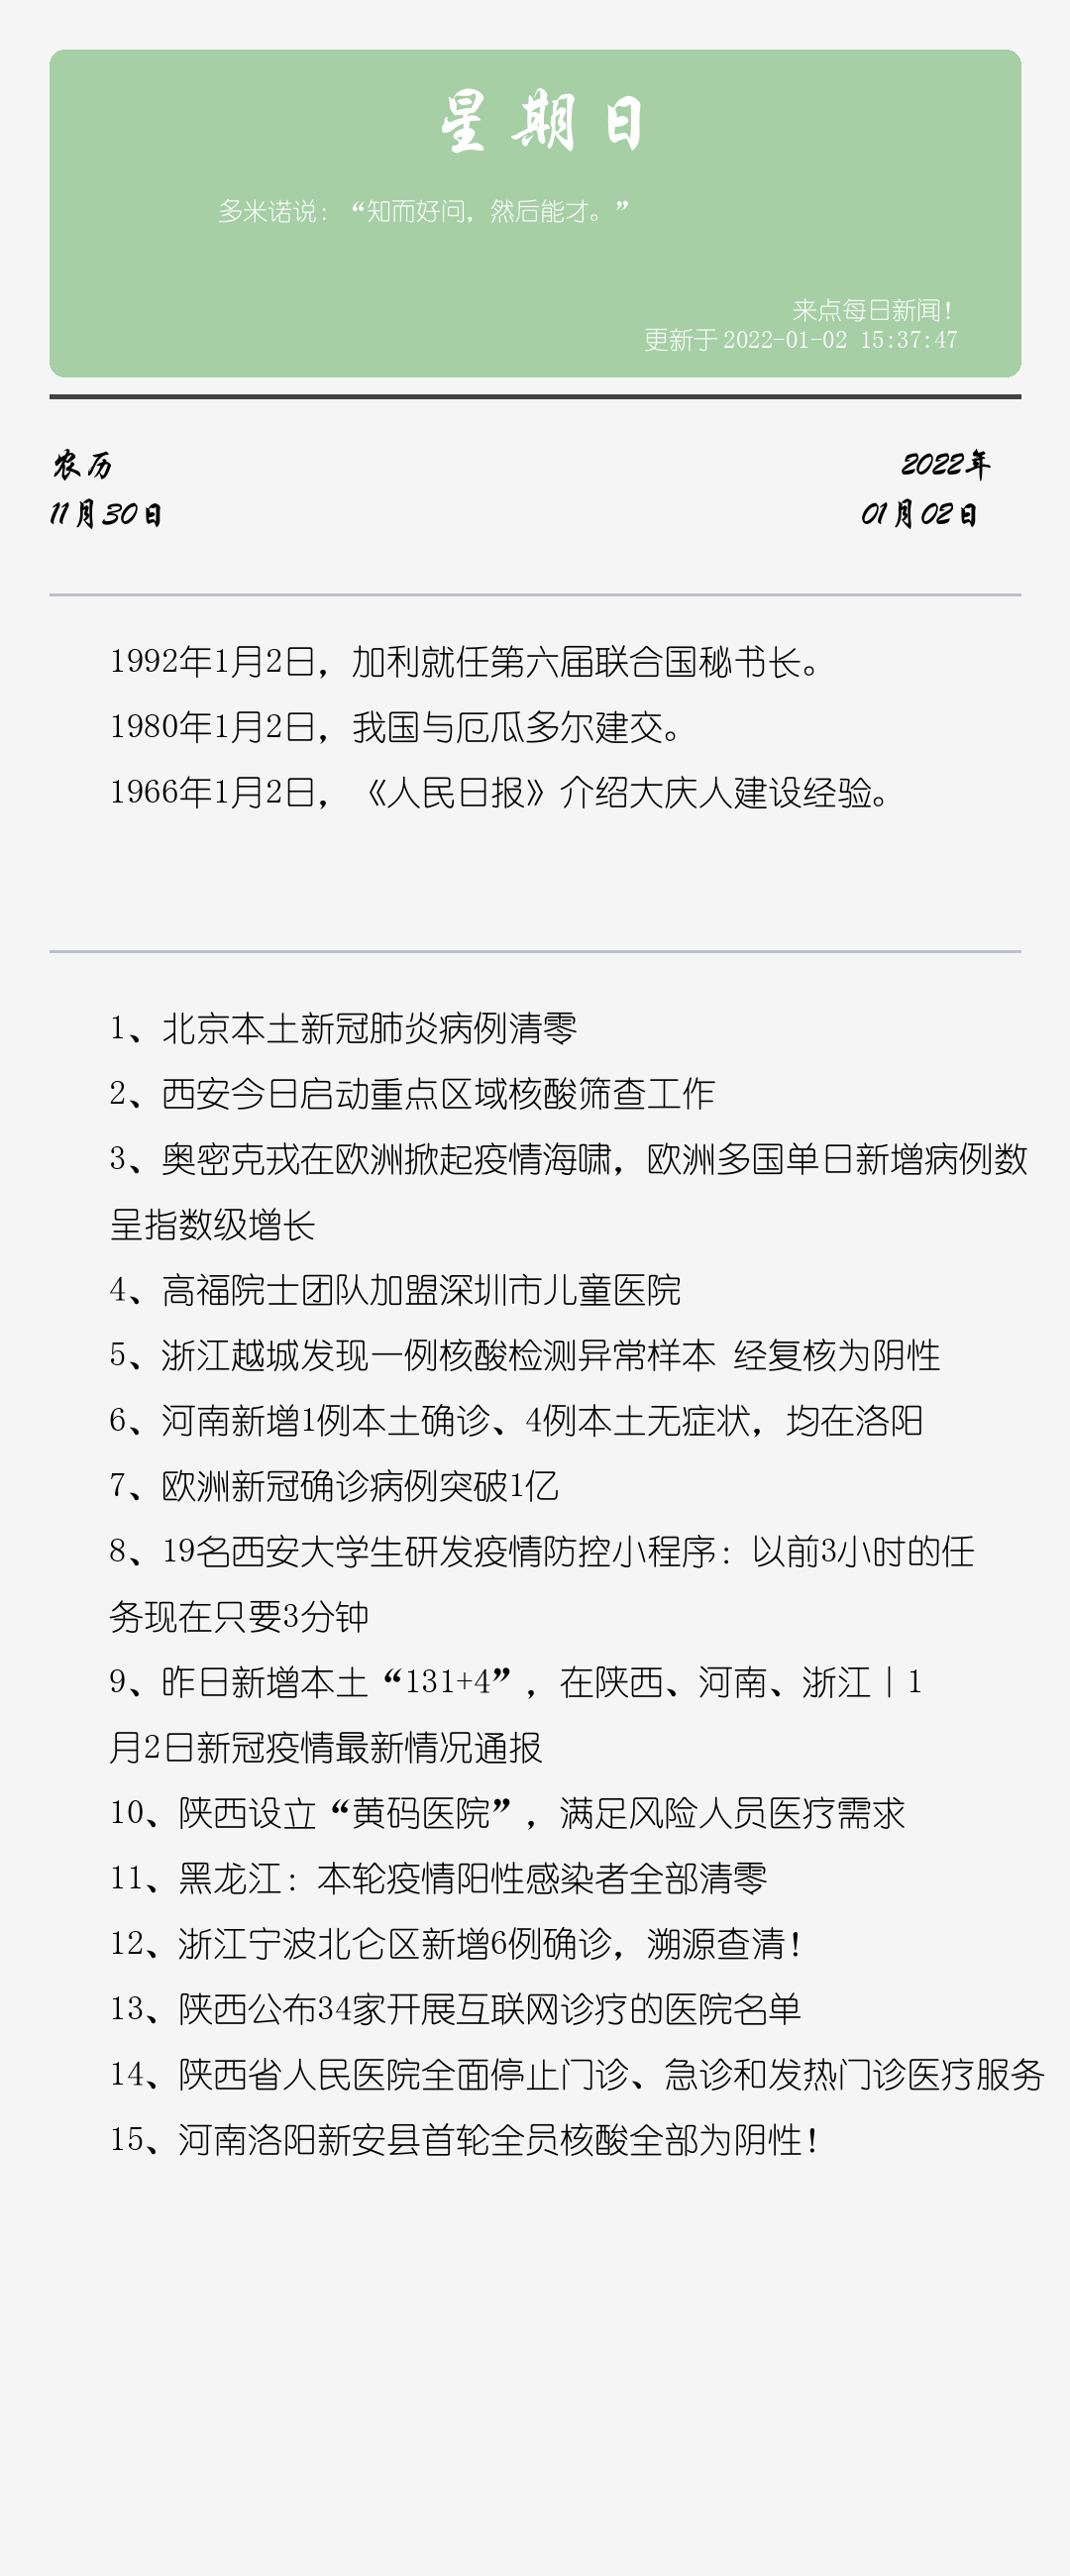 星期日
多米诺说：“知而好问，然后能才。”
来点每日新闻！
更新于 2022-01-02 15:37:47
农历
2022年
11月30日
01月02日
1992年1月2日，加利就任第六届联合国秘书长。
1980年1月2日，我国与厄瓜多尔建交。
1966年1月2日，《人民日报》介绍大庆人建设经验。
1、北京本土新冠肺炎病例清零
2、西安今日启动重点区域核酸筛查工作
3、奥密克戎在欧洲掀起疫情海啸，欧洲多国单日新增病例数
呈指数级增长
4、高福院士团队加盟深圳市儿童医院
5、浙江越城发现一例核酸检测异常样本 经复核为阴性
6、河南新增1例本土确诊、4例本土无症状，均在洛阳
7、欧洲新冠确诊病例突破1亿
8、19名西安大学生研发疫情防控小程序：以前3小时的任
务现在只要3分钟
9、昨日新增本土“131+4”，在陕西、河南、浙江丨1
月2日新冠疫情最新情况通报
10、陕西设立“黄码医院”，满足风险人员医疗需求
11、黑龙江：本轮疫情阳性感染者全部清零
12、浙江宁波北仑区新增6例确诊，溯源查清！
13、陕西公布34家开展互联网诊疗的医院名单
14、陕西省人民医院全面停止门诊、急诊和发热门诊医疗服务
15、河南洛阳新安县首轮全员核酸全部为阴性！